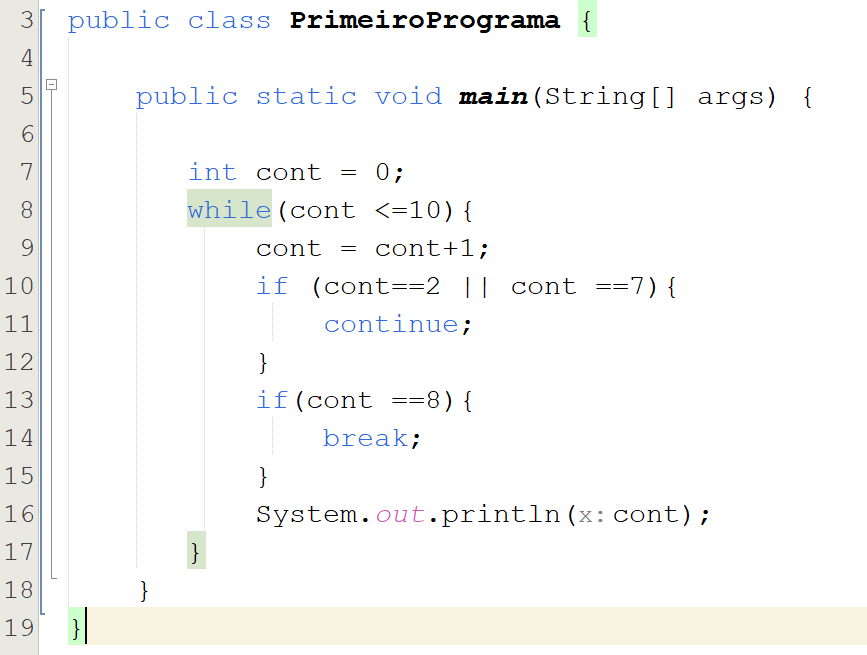 3 public class PrimeiroPrograma {
4
5     public static void main(String[] args) {
6
7        int cont = 0;
8        while(cont <=10){
9            cont = cont+1;
10            if (cont==2 || cont ==7){
11                continue;
12            }
13            if(cont ==8){
14                break;
15            }
16            System.out.println(x: cont);
17        }
18     }
19 }